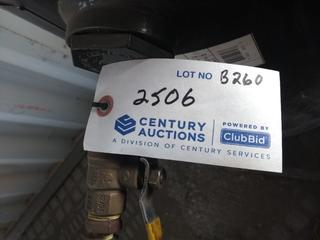 LOT NO B260
2506
CENTURY AUCTIONS
POWERED BY
ClubBid
A DIVISION OF CENTURY SERVICES